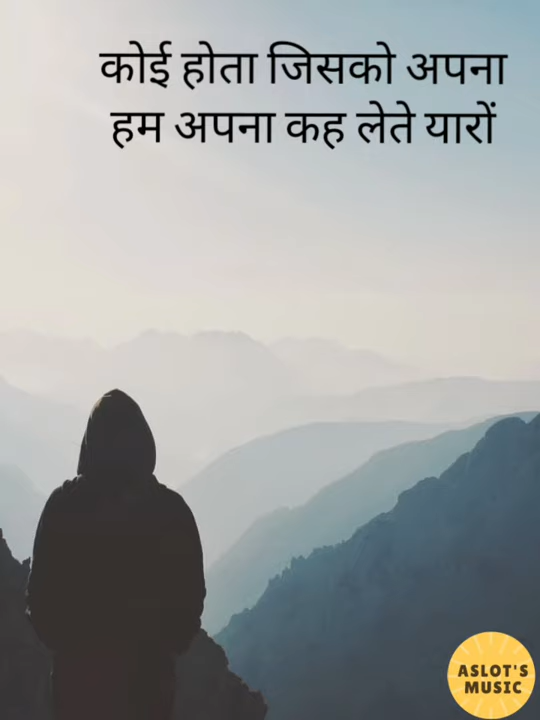 कोई होता जिसको अपना
हम अपना कह लेते यारों
ASLOT'S
MUSIC